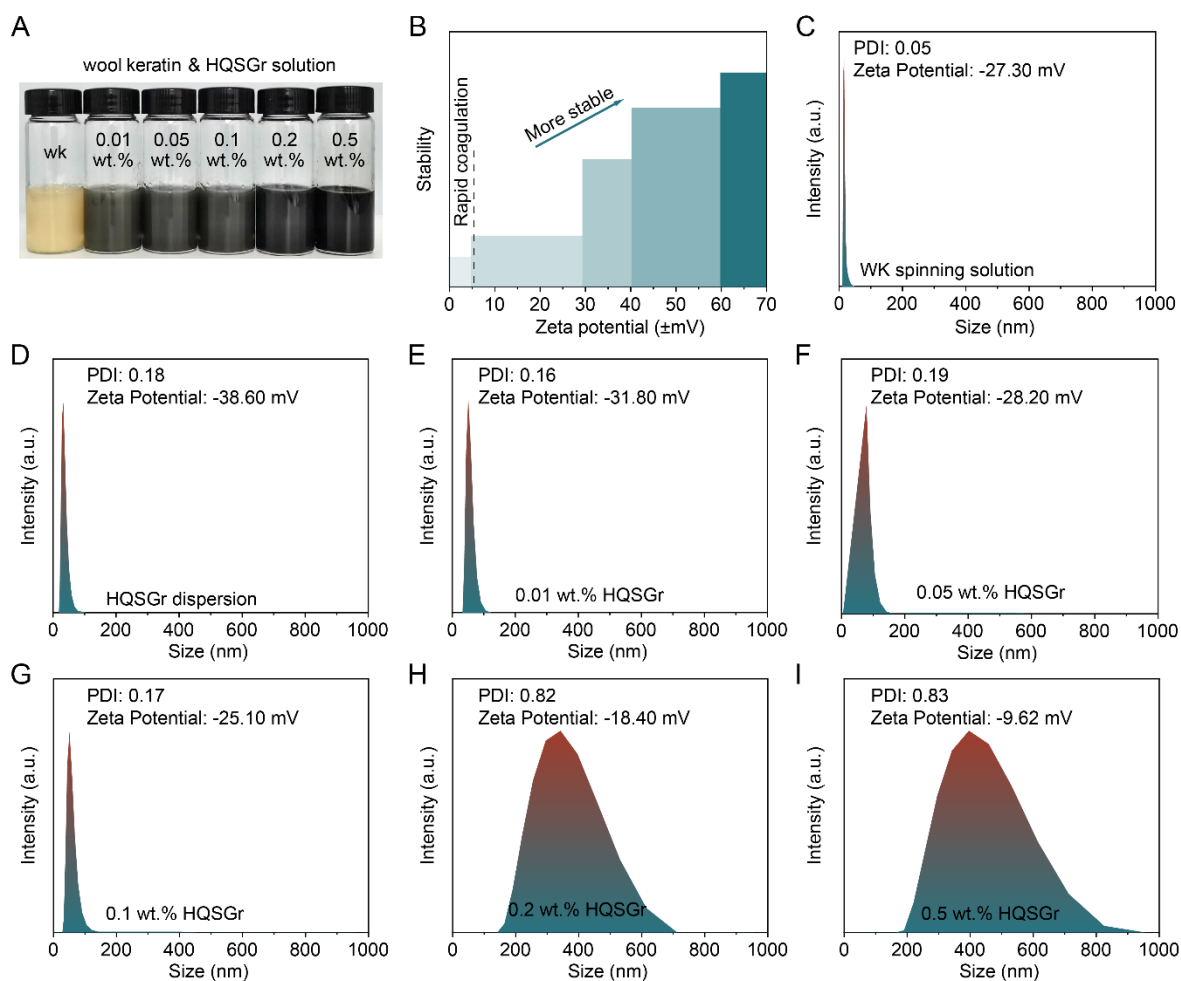 A
wool keratin & HQSGr solution
wk
0.01
wt.%
0.05
wt.%
0.1
wt.%
0.2
wt.%
0.5
wt.%
B
Stability
Rapid coagulation
More stable
0 10 20 30 40 50 60 70
Zeta potential (±mV)
C
PDI: 0.05
Zeta Potential: -27.30 mV
Intensity (a.u.)
WK spinning solution
200 400 600 800 1000
Size (nm)
D
PDI: 0.18
Zeta Potential: -38.60 mV
Intensity (a.u.)
HQSGr dispersion
0 200 400 600 800 1000
Size (nm)
E
PDI: 0.16
Zeta Potential: -31.80 mV
Intensity (a.u.)
0.01 wt.% HQSGr
0 200 400 600 800 1000
Size (nm)
F
PDI: 0.19
Zeta Potential: -28.20 mV
Intensity (a.u.)
0.05 wt.% HQSGr
0 200 400 600 800 1000
Size (nm)
G
PDI: 0.17
Zeta Potential: -25.10 mV
Intensity (a.u.)
0.1 wt.% HQSGr
0 200 400 600 800 1000
Size (nm)
H
PDI: 0.82
Zeta Potential: -18.40 mV
Intensity (a.u.)
0.2 wt.% HQSGr
0 200 400 600 800 1000
Size (nm)
I
PDI: 0.83
Zeta Potential: -9.62 mV
Intensity (a.u.)
0.5 wt.% HQSGr
0 200 400 600 800 1000
Size (nm)